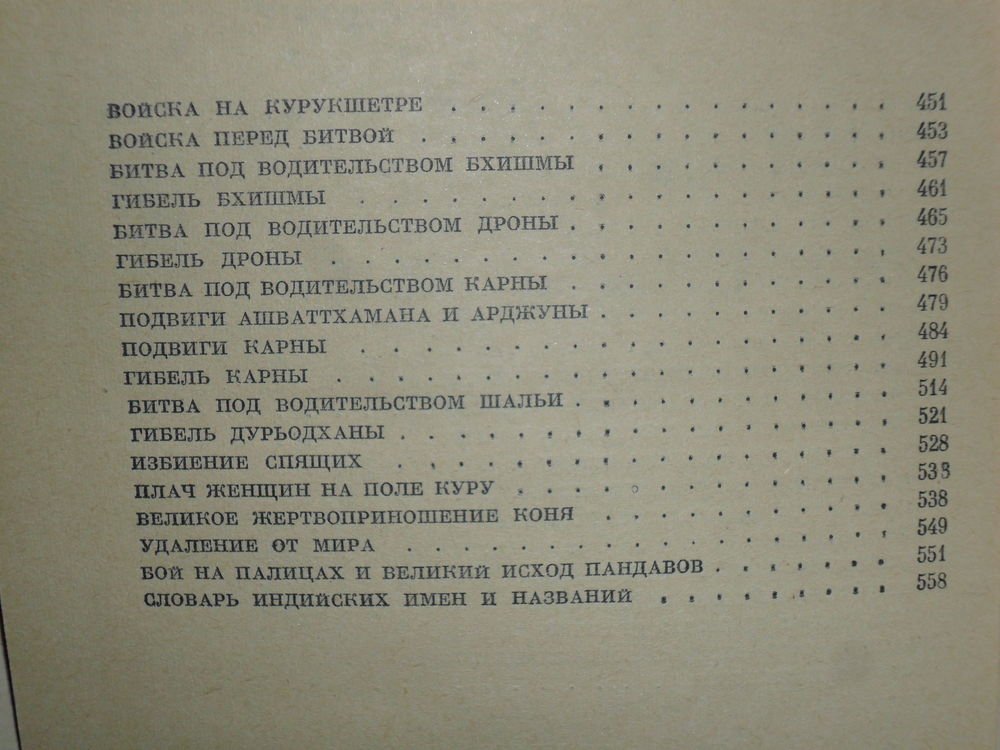 ВОЙСКА НА КУРУКШЕТРЕ . . . . . . . . . . . . . . . 451
ВОЙСКА ПЕРЕД БИТВОЙ . . . . . . . . . . . . . . . . 453
БИТВА ПОД ВОДИТЕЛЬСТВОМ БХИШМЫ . . . . . . . . . . 457
ГИБЕЛЬ БХИШМЫ . . . . . . . . . . . . . . . . . . 461
БИТВА ПОД ВОДИТЕЛЬСТВОМ ДРОНЫ . . . . . . . . . . . 465
ГИБЕЛЬ ДРОНЫ . . . . . . . . . . . . . . . . . . . 473
БИТВА ПОД ВОДИТЕЛЬСТВОМ КАРНЫ . . . . . . . . . . . 476
ПОДВИГИ АШВАТТХАМАНА И АРДЖУНЫ . . . . . . . . . . 479
ПОДВИГИ КАРНЫ . . . . . . . . . . . . . . . . . . 484
ГИБЕЛЬ КАРНЫ . . . . . . . . . . . . . . . . . . . 491
БИТВА ПОД ВОДИТЕЛЬСТВОМ ШАЛЬИ . . . . . . . . . . . 514
ГИБЕЛЬ ДУРЬОДХАНЫ . . . . . . . . . . . . . . . . . 521
ИЗБИЕНИЕ СПЯЩИХ . . . . . . . . . . . . . . . . . 528
ПЛАЧ ЖЕНЩИН НА ПОЛЕ КУРУ . . . . . . . . . . . . . 533
ВЕЛИКОЕ ЖЕРТВОПРИНОШЕНИЕ КОНЯ . . . . . . . . . . 538
УДАЛЕНИЕ ОТ МИРА . . . . . . . . . . . . . . . . . 549
БОЙ НА ПАЛИЦАХ И ВЕЛИКИЙ ИСХОД ПАНДАВОВ . . . . . . 551
СЛОВАРЬ ИНДИЙСКИХ ИМЕН И НАЗВАНИЙ . . . . . . . . . 558